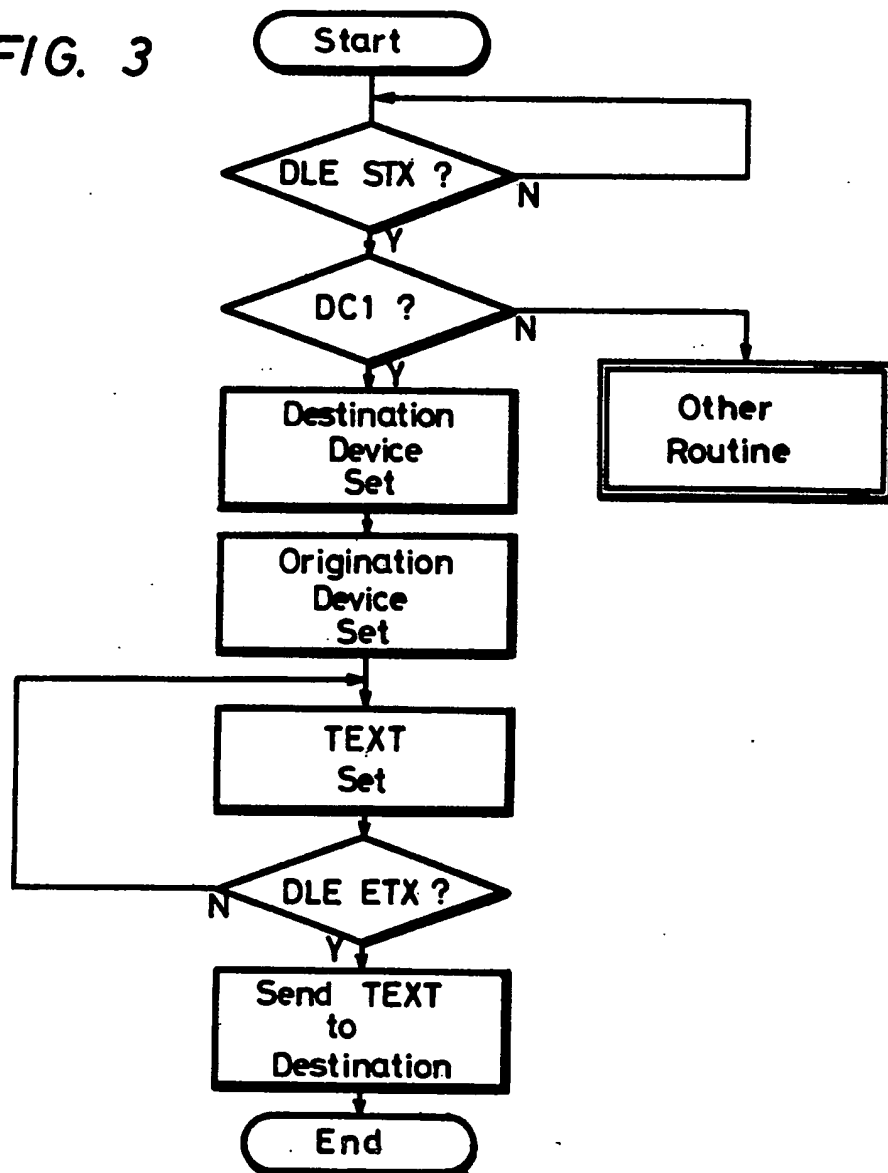 FIG. 3
Start
DLE STX ?
N
Y
DC1 ?
N
Y
Destination
Device
Set
Other
Routine
Origination
Device
Set
TEXT
Set
DLE ETX ?
N
Y
Send TEXT
to
Destination
End